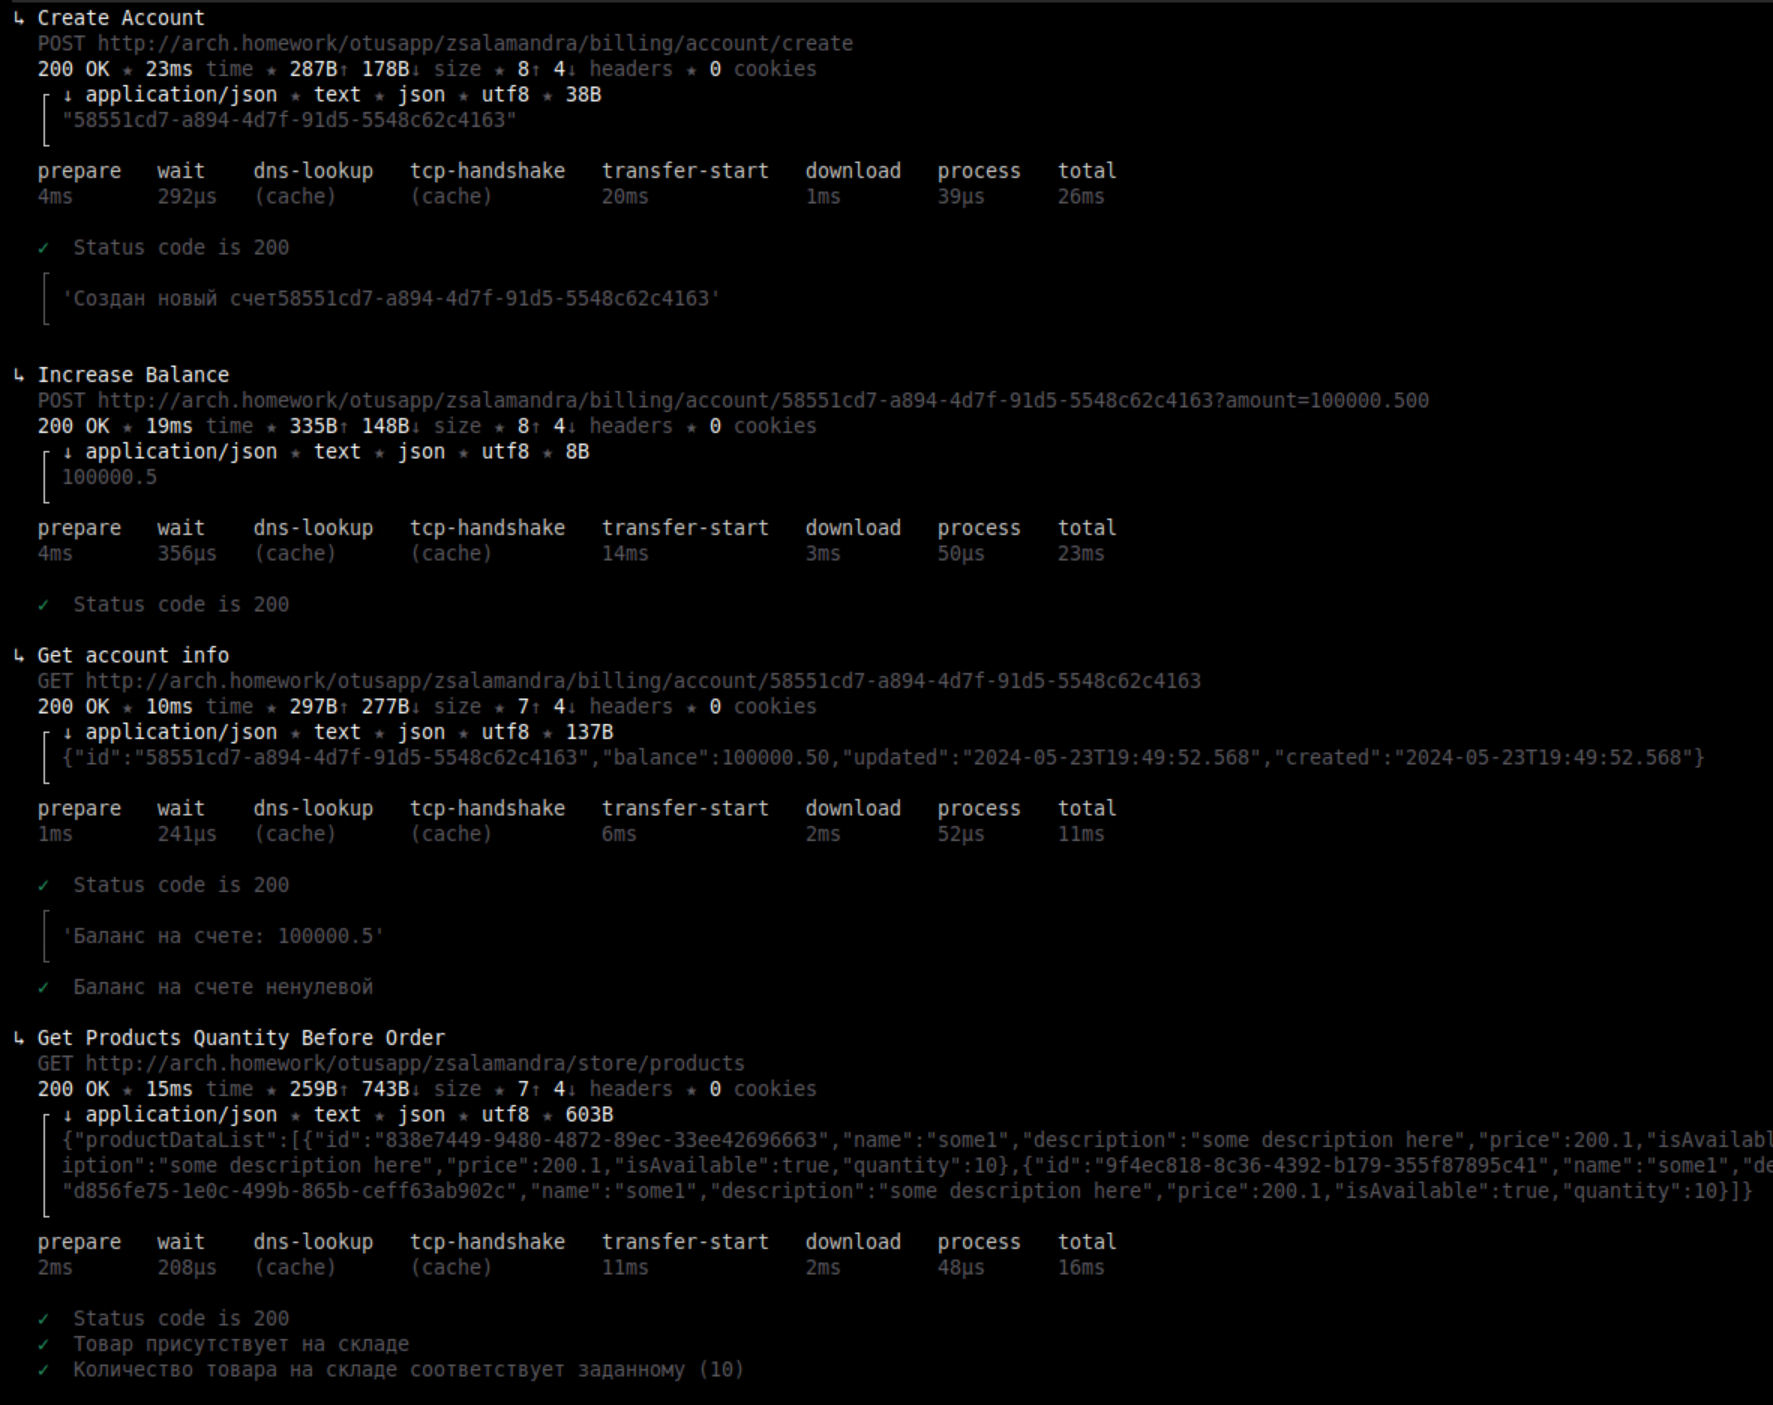 ↳ Create Account
POST http://arch.homework/otusapp/zsalamandra/billing/account/create
200 OK ★ 23ms time ★ 287B↑ 178B↓ size ★ 8↑ 4↓ headers ★ 0 cookies
↓ application/json ★ text ★ json ★ utf8 ★ 38B
"58551cd7-a894-4d7f-91d5-5548c62c4163"
prepare wait dns-lookup tcp-handshake transfer-start download process total
4ms 292µs (cache) (cache) 20ms 1ms 39µs 26ms
✓ Status code is 200
'Создан новый счет58551cd7-a894-4d7f-91d5-5548c62c4163'
↳ Increase Balance
POST http://arch.homework/otusapp/zsalamandra/billing/account/58551cd7-a894-4d7f-91d5-5548c62c4163?amount=100000.500
200 OK ★ 19ms time ★ 335B↑ 148B↓ size ★ 8↑ 4↓ headers ★ 0 cookies
↓ application/json ★ text ★ json ★ utf8 ★ 8B
100000.5
prepare wait dns-lookup tcp-handshake transfer-start download process total
4ms 356µs (cache) (cache) 14ms 3ms 50µs 23ms
✓ Status code is 200
↳ Get account info
GET http://arch.homework/otusapp/zsalamandra/billing/account/58551cd7-a894-4d7f-91d5-5548c62c4163
200 OK ★ 10ms time ★ 297B↑ 277B↓ size ★ 7↑ 4↓ headers ★ 0 cookies
↓ application/json ★ text ★ json ★ utf8 ★ 137B
{"id":"58551cd7-a894-4d7f-91d5-5548c62c4163","balance":100000.50,"updated":"2024-05-23T19:49:52.568","created":"2024-05-23T19:49:52.568"}
prepare wait dns-lookup tcp-handshake transfer-start download process total
1ms 241µs (cache) (cache) 6ms 2ms 52µs 11ms
✓ Status code is 200
'Баланс на счете: 100000.5'
✓ Баланс на счете ненулевой
↳ Get Products Quantity Before Order
GET http://arch.homework/otusapp/zsalamandra/store/products
200 OK ★ 15ms time ★ 259B↑ 743B↓ size ★ 7↑ 4↓ headers ★ 0 cookies
↓ application/json ★ text ★ json ★ utf8 ★ 603B
{"productDataList":[{"id":"838e7449-9480-4872-89ec-33ee42696663","name":"some1","description":"some description here","price":200.1,"isAvailabl
iption":"some description here","price":200.1,"isAvailable":true,"quantity":10},{"id":"9f4ec818-8c36-4392-b179-355f87895c41","name":"some1","de
"d856fe75-1e0c-499b-865b-ceff63ab902c","name":"some1","description":"some description here","price":200.1,"isAvailable":true,"quantity":10}]}
prepare wait dns-lookup tcp-handshake transfer-start download process total
2ms 208µs (cache) (cache) 11ms 2ms 48µs 16ms
✓ Status code is 200
✓ Товар присутствует на складе
✓ Количество товара на складе соответствует заданному (10)